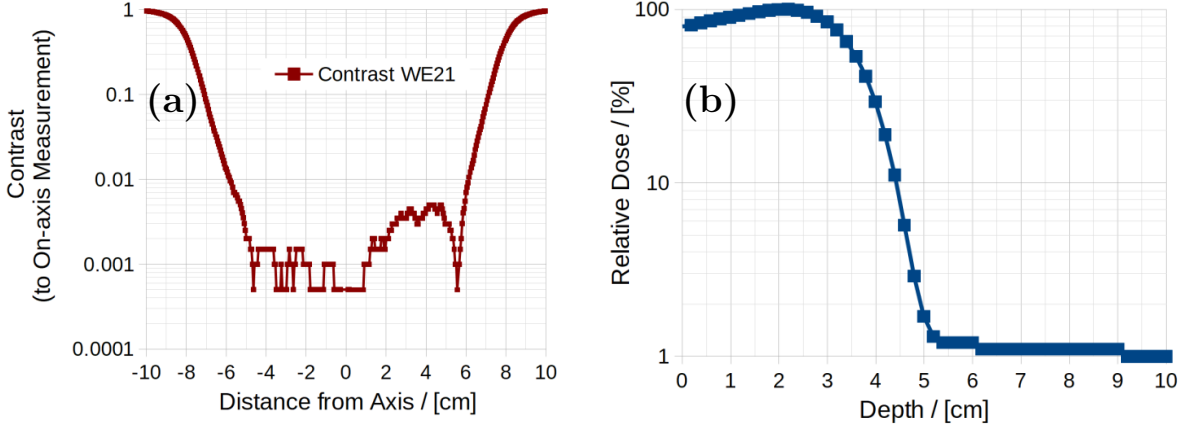 1
0.1
0.01
0.001
0.0001
Contrast
(to On-axis Measurement)
(a)
Contrast WE21
-10 -8 -6 -4 -2 0 2 4 6 8 10
Distance from Axis / [cm]
100
10
1
Relative Dose / [%]
(b)
0 1 2 3 4 5 6 7 8 9 10
Depth / [cm]